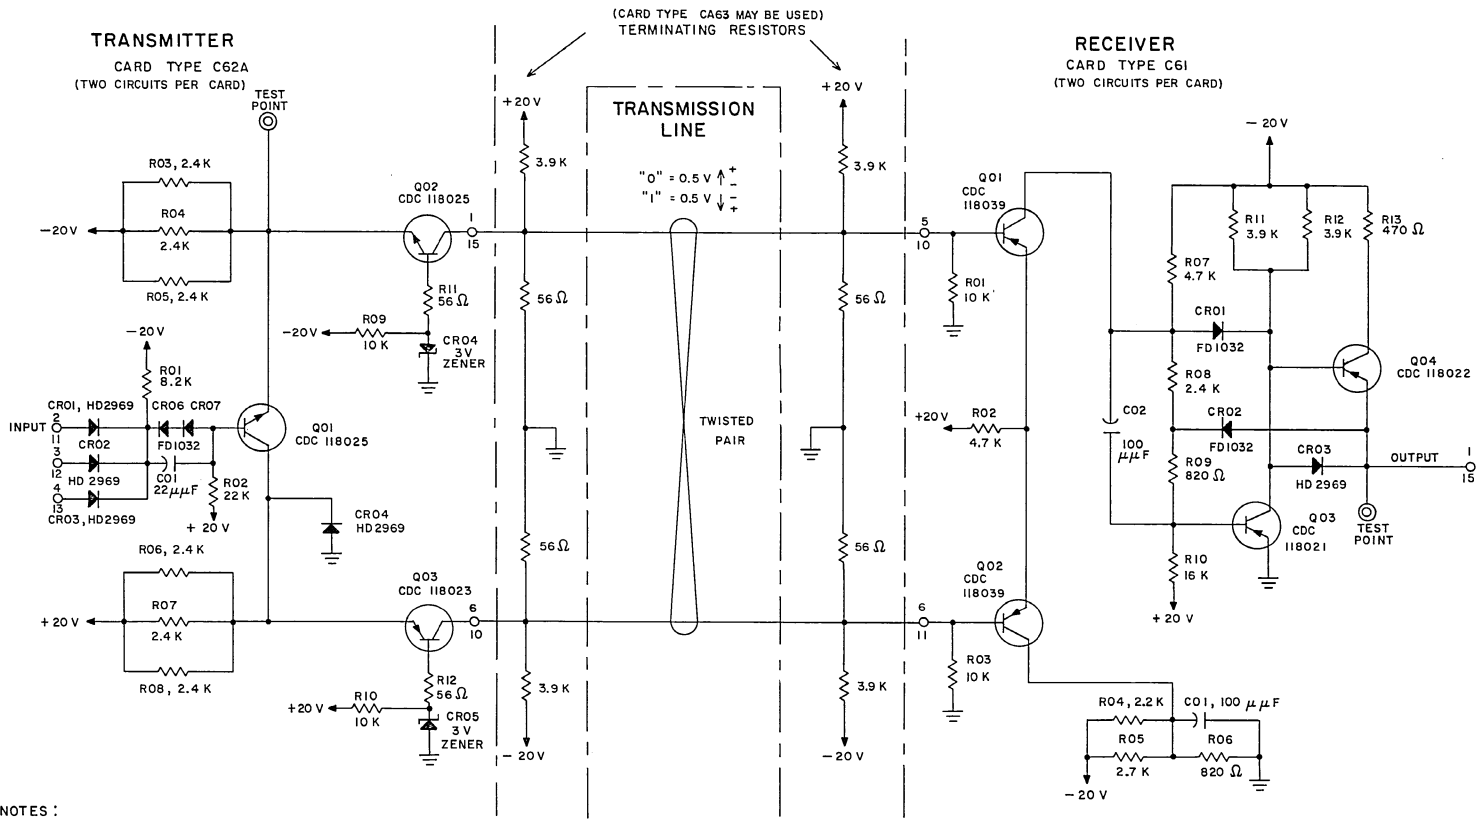 (CARD TYPE CA63 MAY BE USED)
TERMINATING RESISTORS
TRANSMITTER
CARD TYPE C62A
(TWO CIRCUITS PER CARD)
TEST
POINT
RECEIVER
CARD TYPE C61
(TWO CIRCUITS PER CARD)
TRANSMISSION
LINE
"0" = 0.5 V + -
"1" = 0.5 V - +
TWISTED
PAIR
R03, 2.4 K
R04
2.4K
R05, 2.4 K
-20V
Q02
CDC 118025
1
15
R11
56 Ω
R09
10 K
-20V
CR04
3V
ZENER
-20V
R01
8.2K
CR01, HD2969
CR06 CR07
INPUT
2
11
CR02
FD1032
3
12
HD 2969
C01
22μμF
4
13
CR03, HD2969
R02
22K
+ 20 V
Q01
CDC 118025
CR04
HD2969
R06, 2.4 K
R07
2.4 K
R08, 2.4 K
+ 20 V
Q03
CDC 118023
6
10
R12
56 Ω
R10
10 K
+20V
CR05
3V
ZENER
+20 V
3.9K
56 Ω
56 Ω
3.9 K
- 20V
+20V
3.9 K
56 Ω
56 Ω
3.9K
-20V
5
10
R01
10 K
Q01
CDC
118039
+20V
R02
4.7 K
6
11
R03
10 K
Q02
CDC
118039
C02
100
μμF
- 20 V
R07
4.7 K
R11
3.9K
R12
3.9 K
R13
470 Ω
CR01
FD1032
R08
2.4 K
CR02
FD1032
Q04
CDC 118022
R09
820 Ω
CR03
HD 2969
OUTPUT
1
15
TEST
POINT
Q03
CDC
118021
R10
16 K
+20 V
R04, 2.2 K
C01, 100 μμF
R05
2.7 K
R06
820 Ω
-20 V
NOTES :